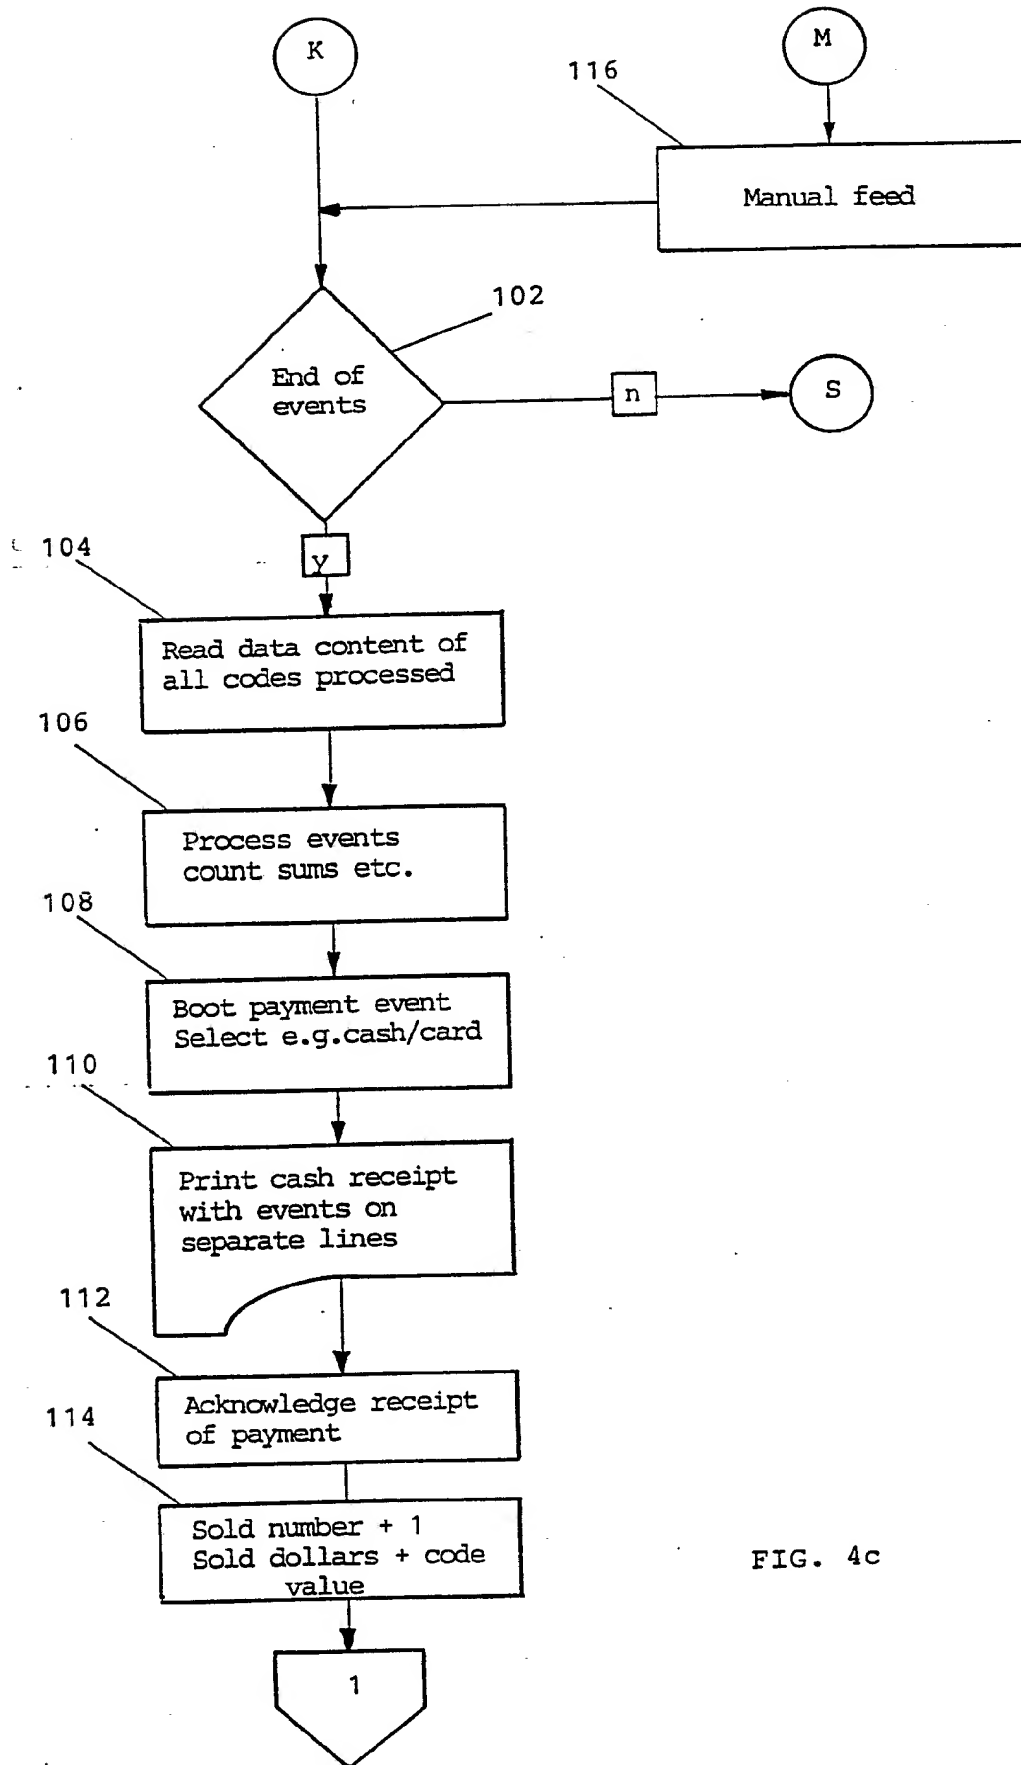 K
M
116
Manual feed
102
End of
events
n
S
y
104
Read data content of
all codes processed
106
Process events
count sums etc.
108
Boot payment event
Select e.g.cash/card
110
Print cash receipt
with events on
separate lines
112
Acknowledge receipt
of payment
114
Sold number + 1
Sold dollars + code
value
FIG. 4c
1